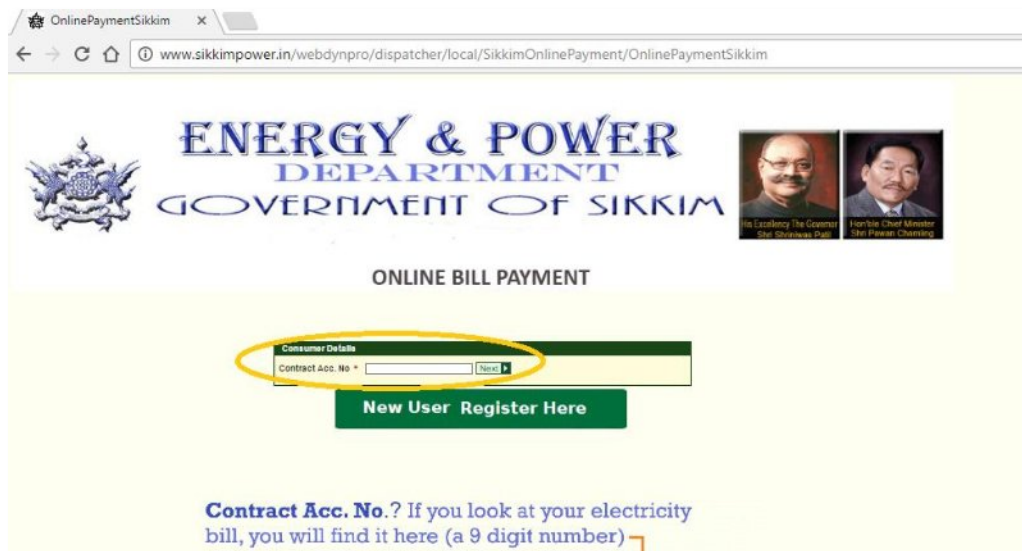 OnlinePaymentSikkim
www.sikkimpower.in/webdynpro/dispatcher/local/SikkimOnlinePayment/OnlinePaymentSikkim
ENERGY & POWER
DEPARTMENT
GOVERNMENT OF SIKKIM
His Excellency The Governor
Shri Shriniwas Patil
Hon'ble Chief Minister
Shri Pawan Chamling
ONLINE BILL PAYMENT
Consumer Details
Contract Acc. No * Next
New User Register Here
Contract Acc. No.? If you look at your electricity
bill, you will find it here (a 9 digit number)